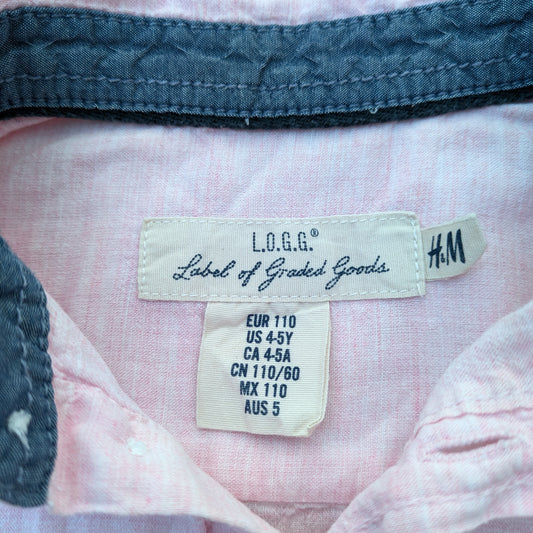 L.O.G.G.®
Label of Graded Goods
H&M
EUR 110
US 4-5Y
CA 4-5A
CN 110/60
MX 110
AUS 5